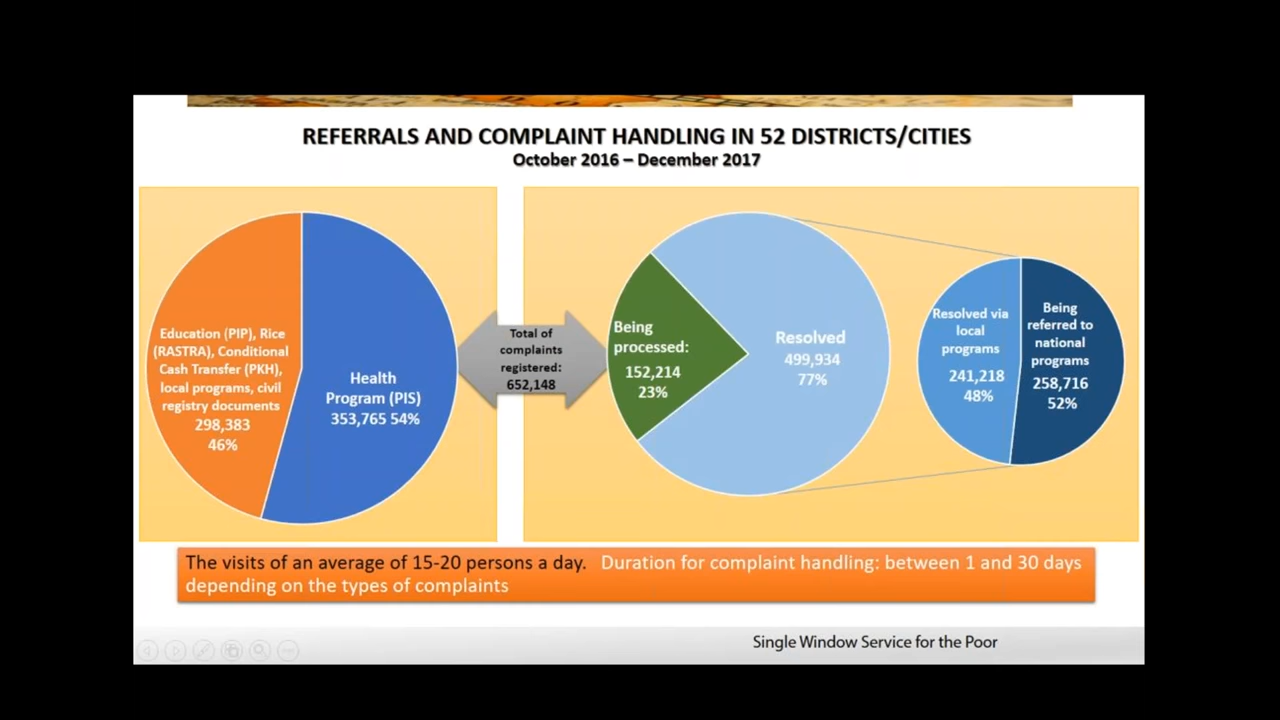 REFERRALS AND COMPLAINT HANDLING IN 52 DISTRICTS/CITIES
October 2016 – December 2017
Education (PIP), Rice
(RASTRA), Conditional
Cash Transfer (PKH),
local programs, civil
registry documents
298,383
46%
Health
Program (PIS)
353,765 54%
Total of
complaints
registered:
652,148
Being
processed:
152,214
23%
Resolved
499,934
77%
Resolved via
local
programs
241,218
48%
Being
referred to
national
programs
258,716
52%
The visits of an average of 15-20 persons a day. Duration for complaint handling: between 1 and 30 days
depending on the types of complaints
Single Window Service for the Poor